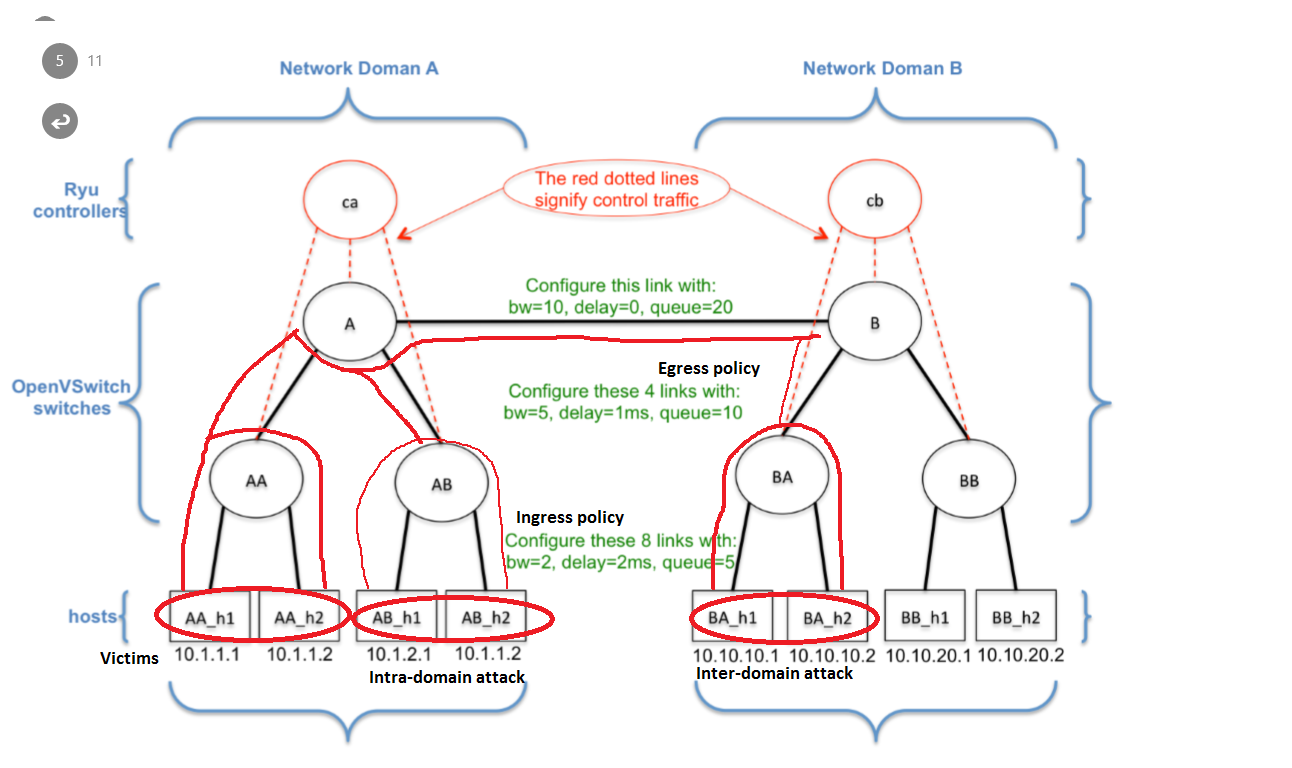 5 11
Network Doman A
Network Doman B
Ryu
controllers
ca
The red dotted lines
signify control traffic
cb
Configure this link with:
bw=10, delay=0, queue=20
A
B
Egress policy
OpenVSwitch
switches
Configure these 4 links with:
bw=5, delay=1ms, queue=10
AA
AB
BA
BB
Ingress policy
Configure these 8 links with:
bw=2, delay=2ms, queue=5
hosts
AA_h1
AA_h2
AB_h1
AB_h2
BA_h1
BA_h2
BB_h1
BB_h2
Victims
10.1.1.1
10.1.1.2
10.1.2.1
10.1.1.2
10.10.10.1
10.10.10.2
10.10.20.1
10.10.20.2
Intra-domain attack
Inter-domain attack